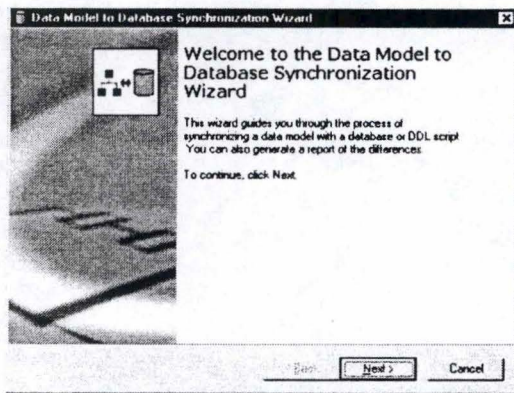 Data Model to Database Synchronization Wizard
Welcome to the Data Model to
Database Synchronization
Wizard
This wizard guides you through the process of
synchronizing a data model with a database or DDL script
You can also generate a report of the differences
To continue, click Next
Next >
Cancel